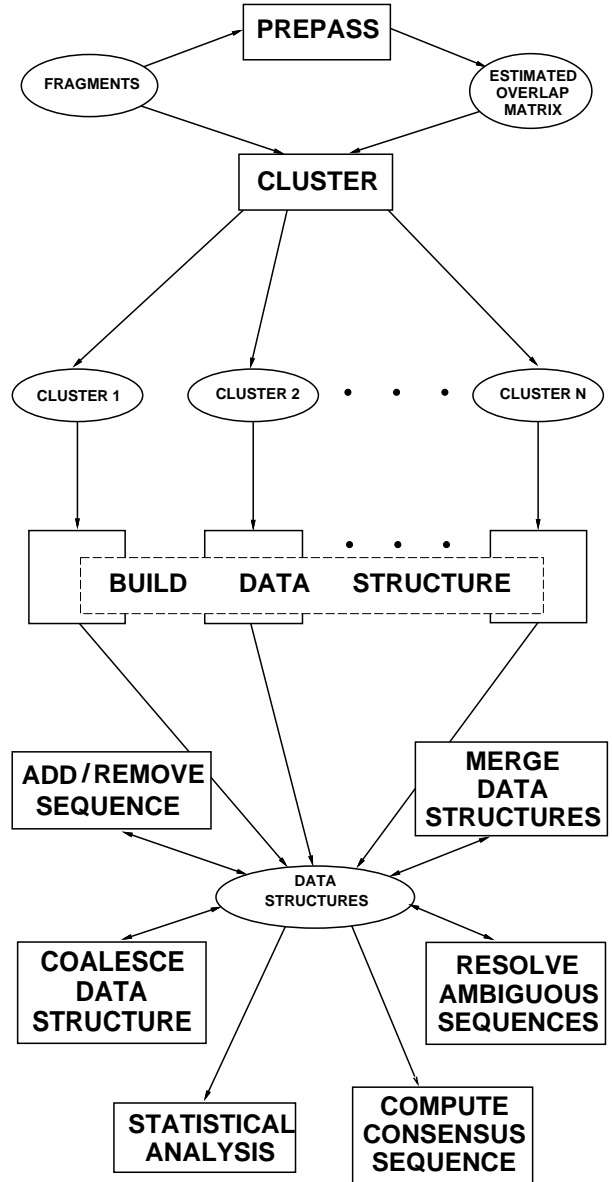 PREPASS
FRAGMENTS
ESTIMATED
OVERLAP
MATRIX
CLUSTER
CLUSTER 1
CLUSTER 2
CLUSTER N
BUILD DATA STRUCTURE
ADD/REMOVE
SEQUENCE
MERGE
DATA
STRUCTURES
DATA
STRUCTURES
COALESCE
DATA
STRUCTURE
RESOLVE
AMBIGUOUS
SEQUENCES
STATISTICAL
ANALYSIS
COMPUTE
CONSENSUS
SEQUENCE